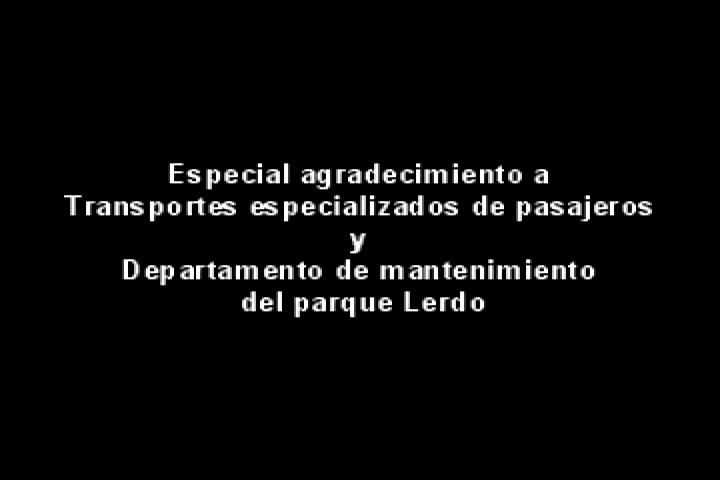 Especial agradecimiento a
Transportes especializados de pasajeros
y
Departamento de mantenimiento
del parque Lerdo